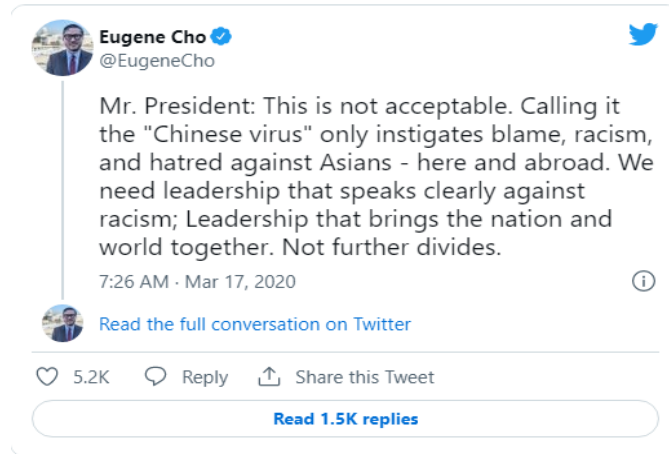 Eugene Cho
@EugeneCho
Mr. President: This is not acceptable. Calling it
the "Chinese virus" only instigates blame, racism,
and hatred against Asians - here and abroad. We
need leadership that speaks clearly against
racism; Leadership that brings the nation and
world together. Not further divides.
7:26 AM · Mar 17, 2020
Read the full conversation on Twitter
5.2K Reply Share this Tweet
Read 1.5K replies